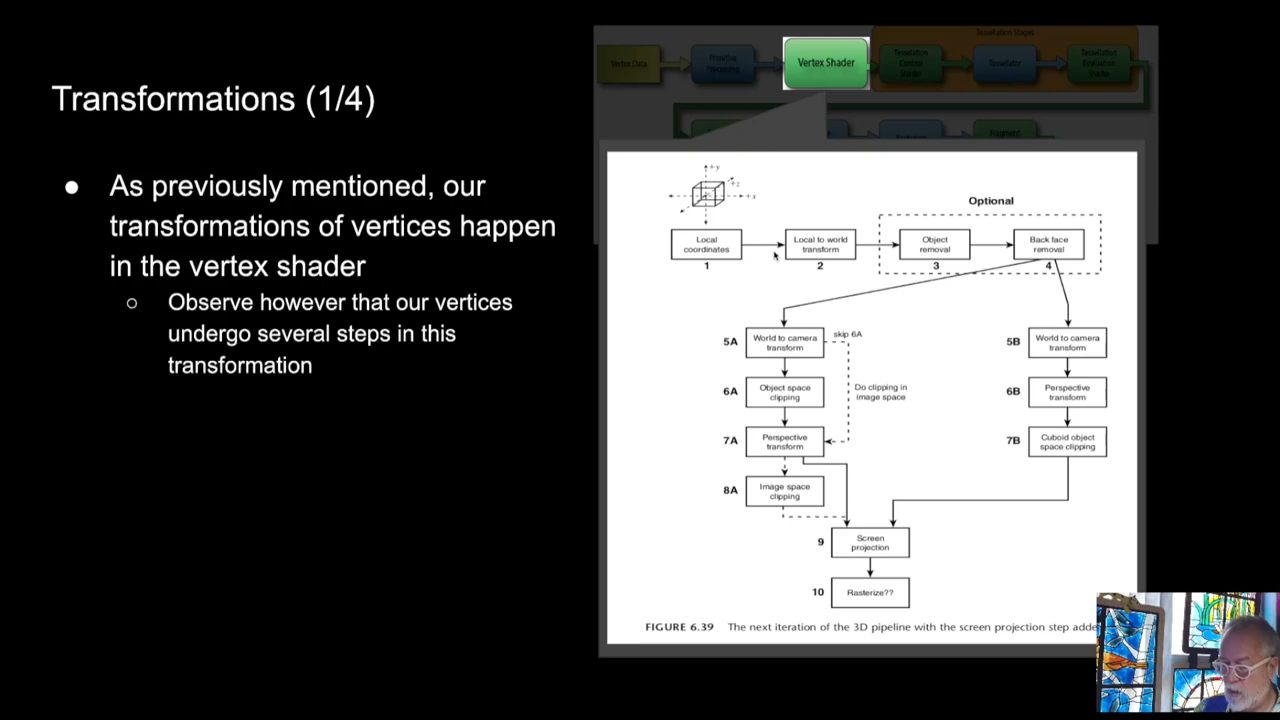 Transformations (1/4)
● As previously mentioned, our
transformations of vertices happen
in the vertex shader
○ Observe however that our vertices
undergo several steps in this
transformation
Tessellation Stages
Vertex Data
Primitive
Processing
Vertex Shader
Tessellation
Control
Shader
Tessellator
Tessellation
Evaluation
Shader
Fragment
+y
+z
+x
Optional
Local
coordinates
1
Local to world
transform
2
Object
removal
3
Back face
removal
4
5A
World to camera
transform
skip 6A
6A
Object space
clipping
Do clipping in
image space
7A
Perspective
transform
8A
Image space
clipping
5B
World to camera
transform
6B
Perspective
transform
7B
Cuboid object
space clipping
9
Screen
projection
10
Rasterize??
FIGURE 6.39 The next iteration of the 3D pipeline with the screen projection step adde